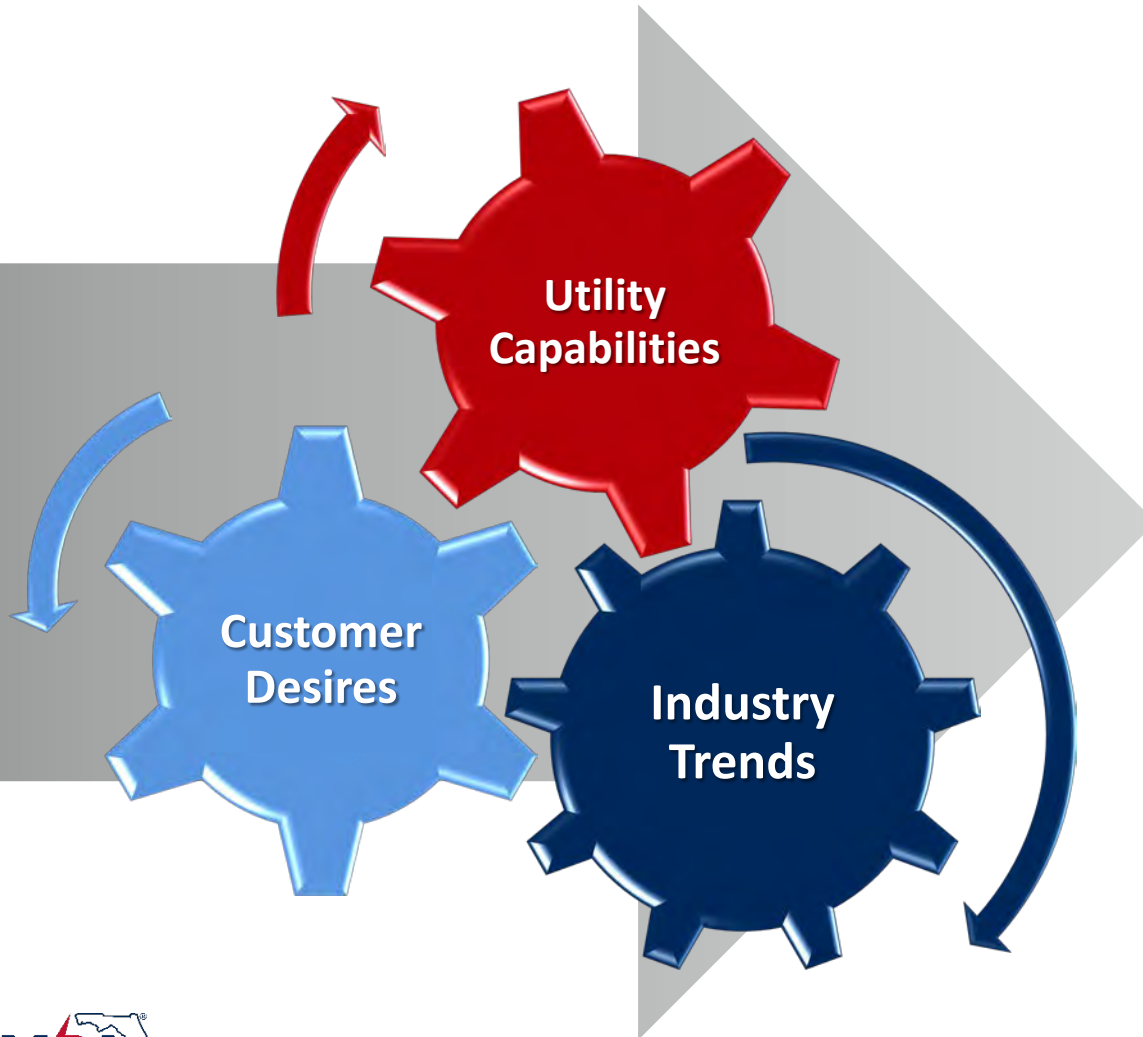 Utility
Capabilities
Customer
Desires
Industry
Trends
®